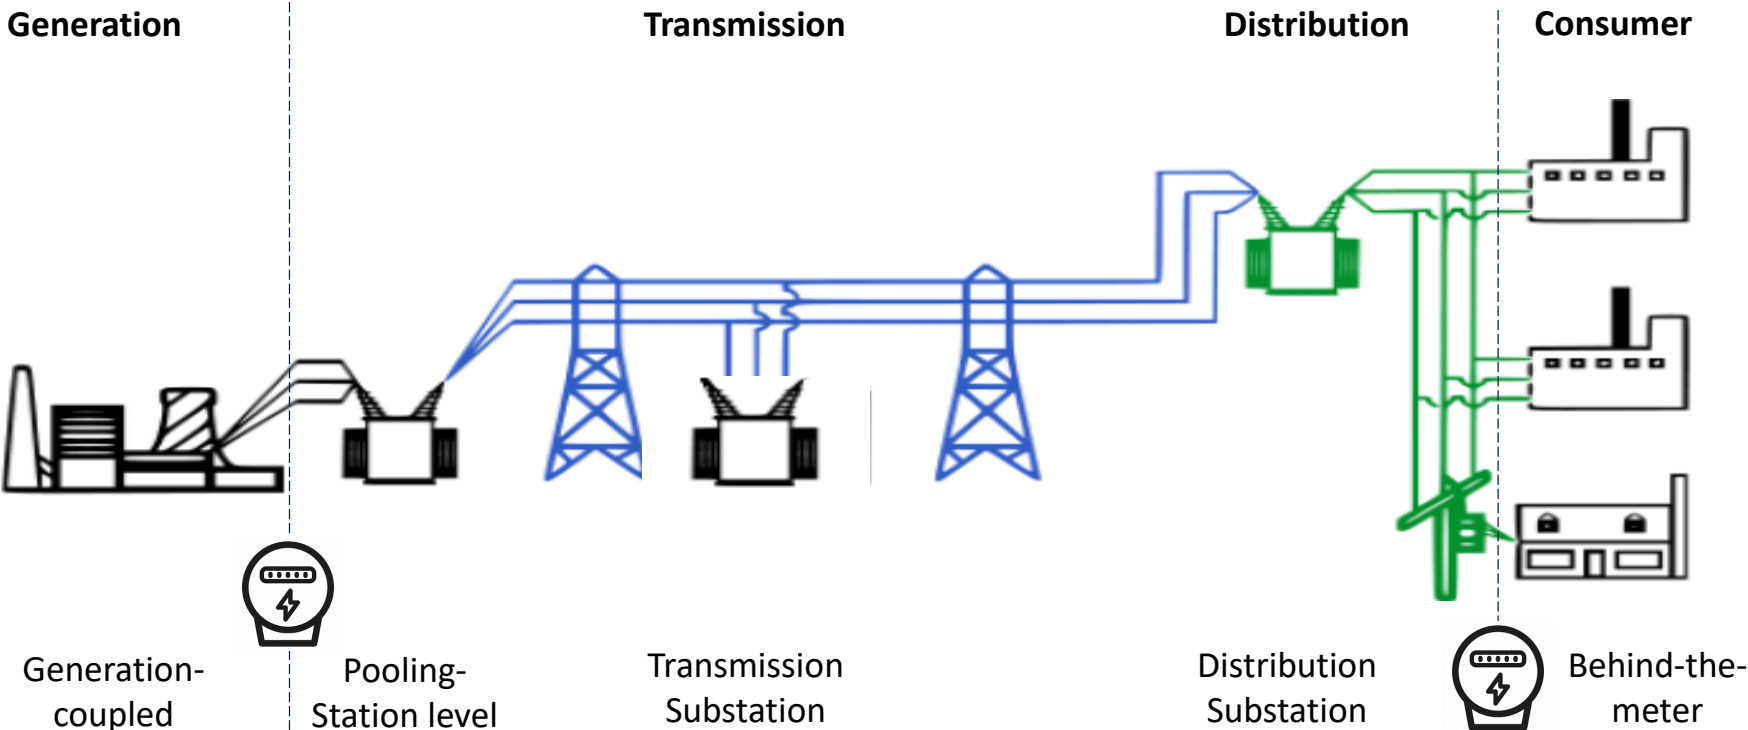 Generation
Transmission
Distribution
Consumer
Generation-
coupled
Pooling-
Station level
Transmission
Substation
Distribution
Substation
Behind-the-
meter